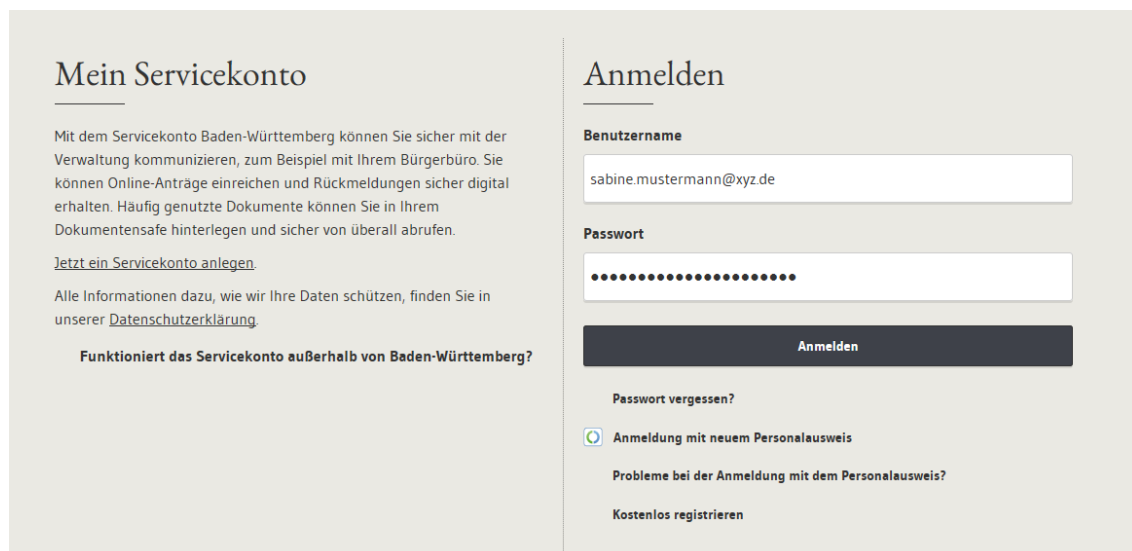 Mein Servicekonto
Mit dem Servicekonto Baden-Württemberg können Sie sicher mit der
Verwaltung kommunizieren, zum Beispiel mit Ihrem Bürgerbüro. Sie
können Online-Anträge einreichen und Rückmeldungen sicher digital
erhalten. Häufig genutzte Dokumente können Sie in Ihrem
Dokumentensafe hinterlegen und sicher von überall abrufen.
Jetzt ein Servicekonto anlegen.
Alle Informationen dazu, wie wir Ihre Daten schützen, finden Sie in
unserer Datenschutzerklärung.
Funktioniert das Servicekonto außerhalb von Baden-Württemberg?
Anmelden
Benutzername
sabine.mustermann@xyz.de
Passwort
••••••••••••••••••••••
Anmelden
Passwort vergessen?
Anmeldung mit neuem Personalausweis
Probleme bei der Anmeldung mit dem Personalausweis?
Kostenlos registrieren